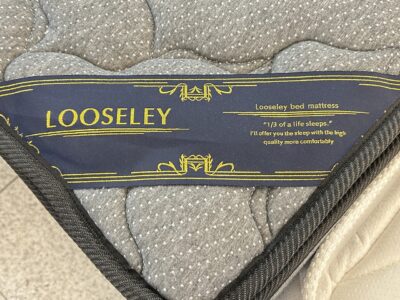 LOOSELEY
Looseley bed mattress
"1/3 of a life sleeps."
I'll offer you the sleep with the high
quality more comfortably